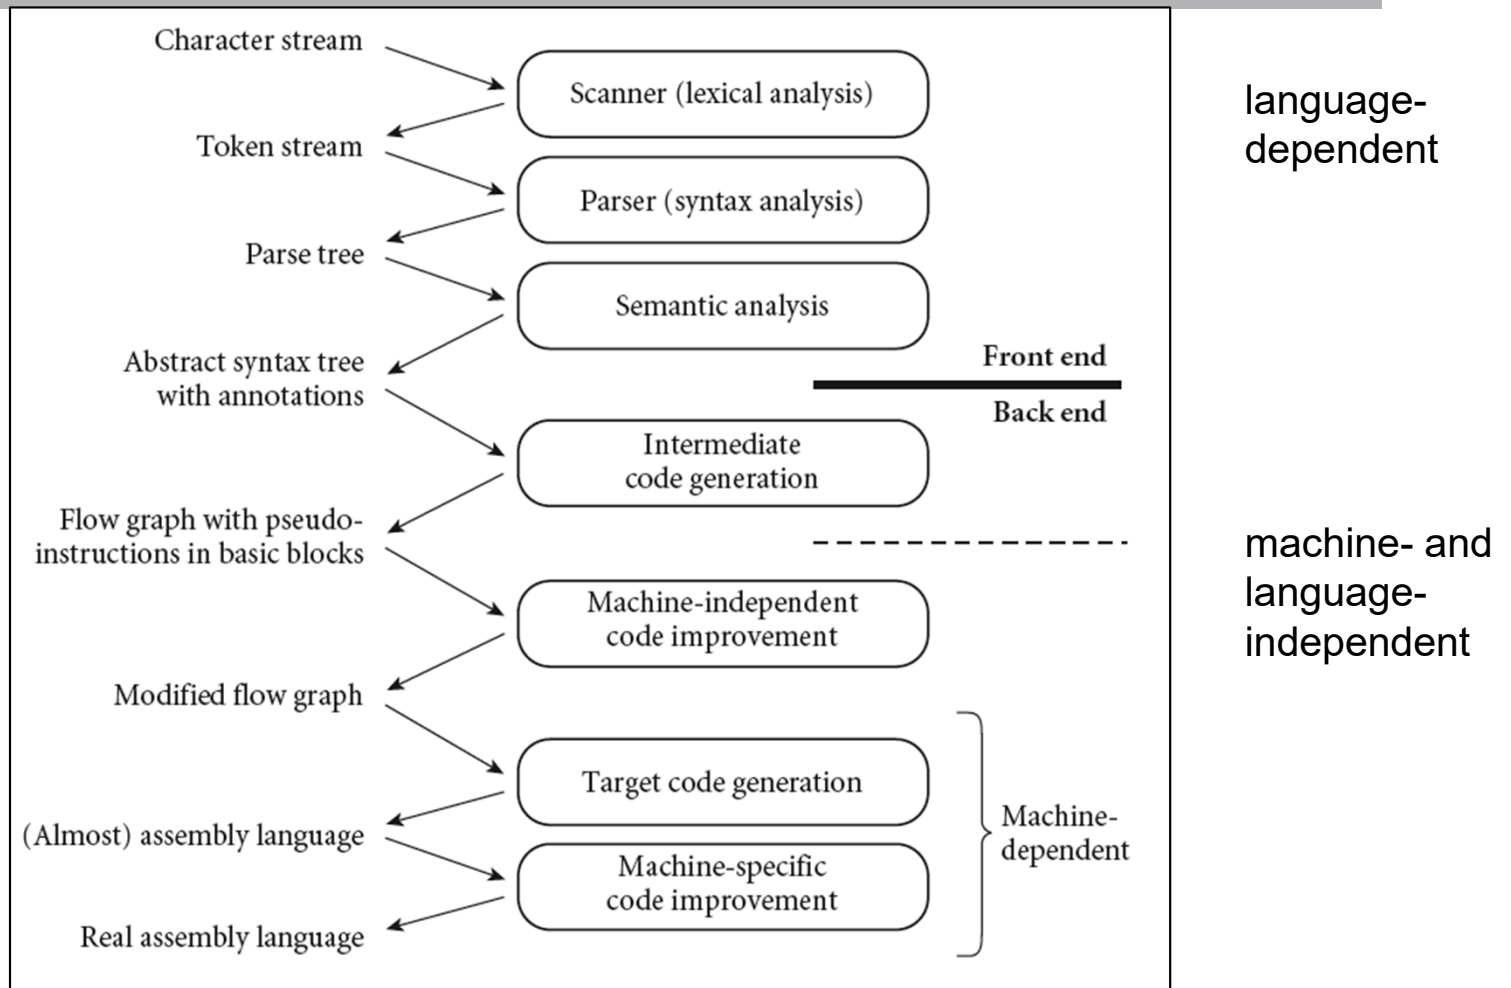 Character stream
Scanner (lexical analysis)
language-
dependent
Token stream
Parser (syntax analysis)
Parse tree
Semantic analysis
Abstract syntax tree
with annotations
Front end
Back end
Intermediate
code generation
Flow graph with pseudo-
instructions in basic blocks
machine- and
language-
independent
Machine-independent
code improvement
Modified flow graph
Target code generation
(Almost) assembly language
Machine-
dependent
Machine-specific
code improvement
Real assembly language